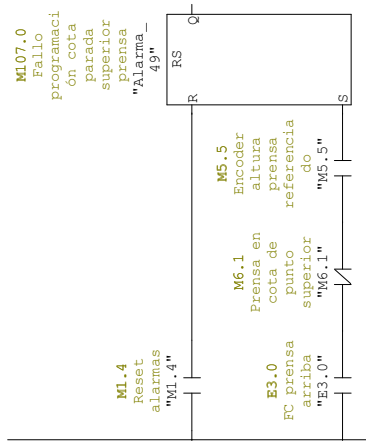 M1.4
Reset
alarmas
"M1.4"
E3.0
FC prensa
arriba
"E3.0"
M6.1
Prensa en
cota de
punto
superior
"M6.1"
M5.5
Encoder
altura
prensa
referencia
do
"M5.5"
M107.0
Fallo
programaci
ón cota
parada
superior
prensa
"Alarma_
49"
RS
R
S
Q